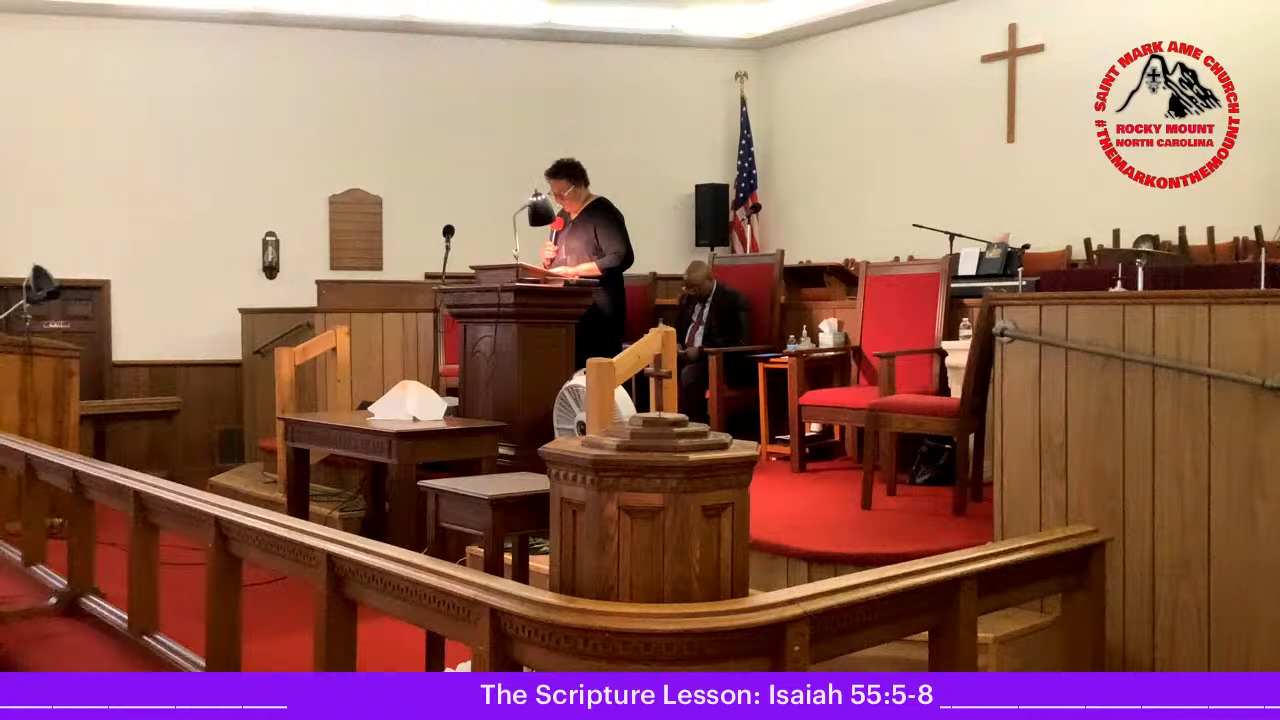 SAINT MARK AME CHURCH
ROCKY MOUNT
NORTH CAROLINA
#THEMARKONTHEMOUNT
The Scripture Lesson: Isaiah 55:5-8